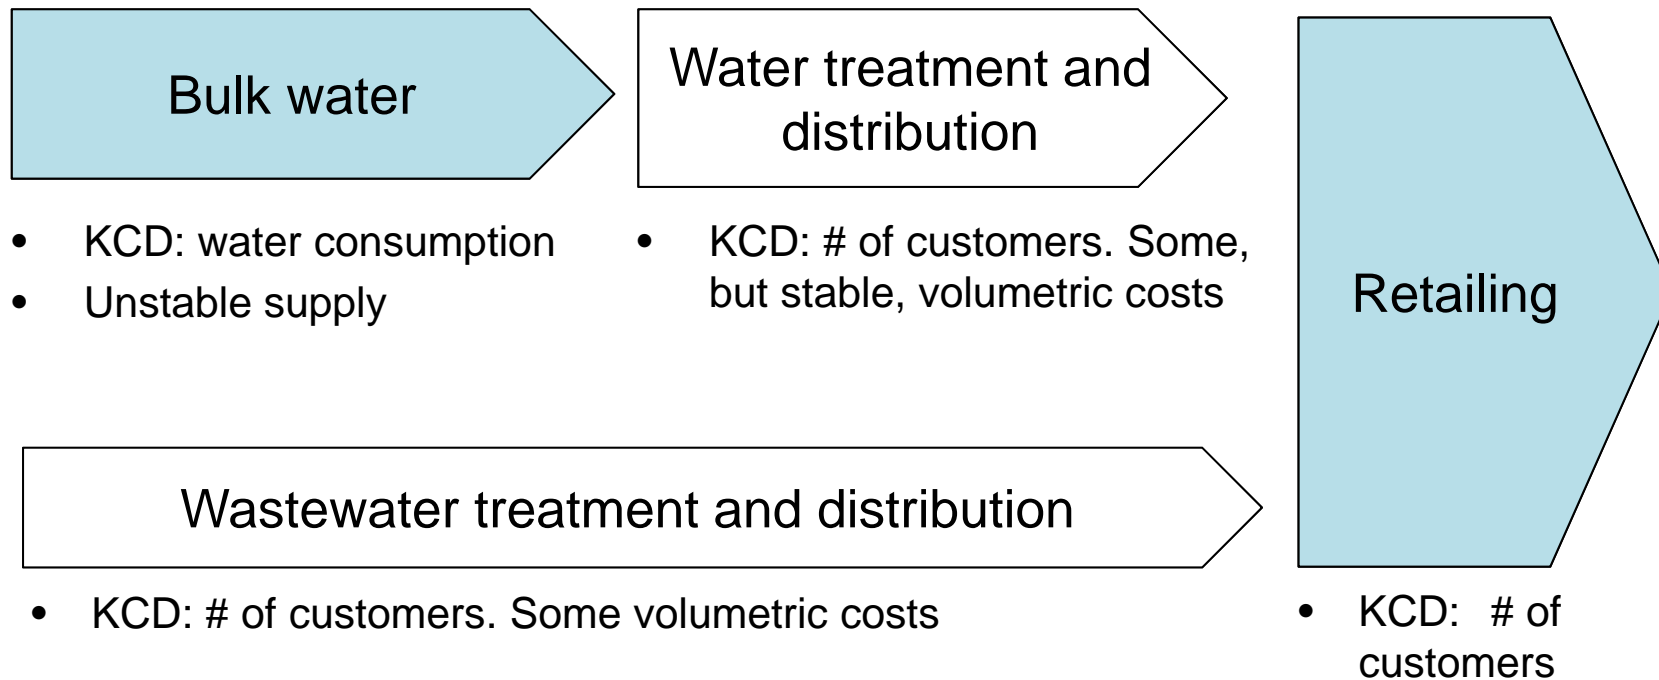 Bulk water
Water treatment and
distribution
• KCD: water consumption
• Unstable supply
• KCD: # of customers. Some,
but stable, volumetric costs
Retailing
Wastewater treatment and distribution
• KCD: # of customers. Some volumetric costs
• KCD: # of
customers